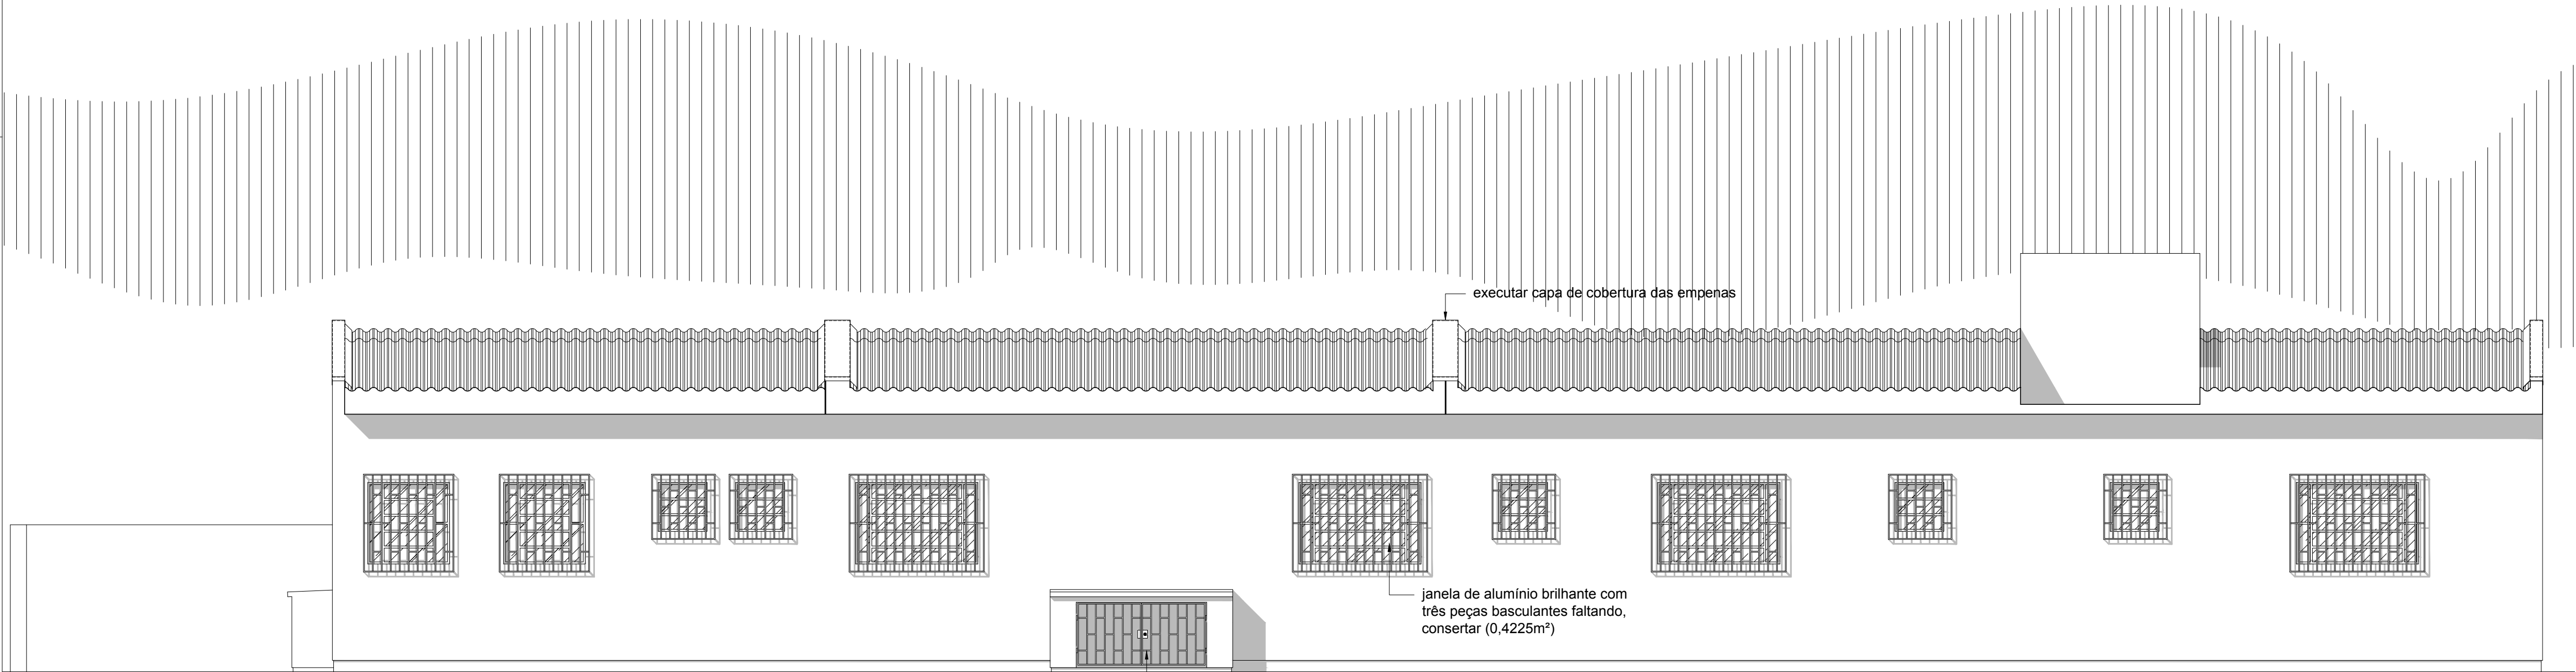 executar capa de cobertura das empenas
janela de alumínio brilhante com
três peças basculantes faltando,
consertar (0,4225m²)